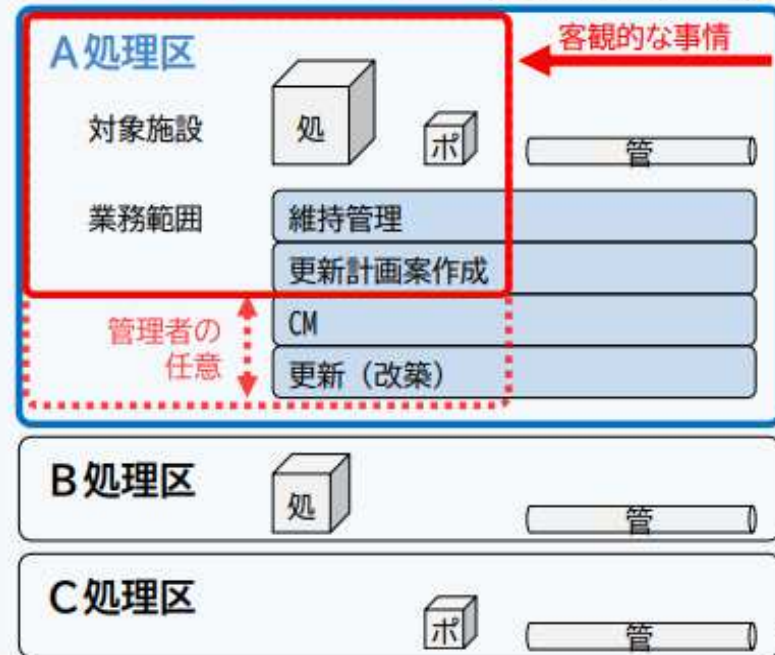 A処理区
客観的な事情
対象施設
処
ポ
管
業務範囲
維持管理
更新計画案作成
管理者の
任意
CM
更新（改築）
B処理区
処
管
C処理区
ポ
管